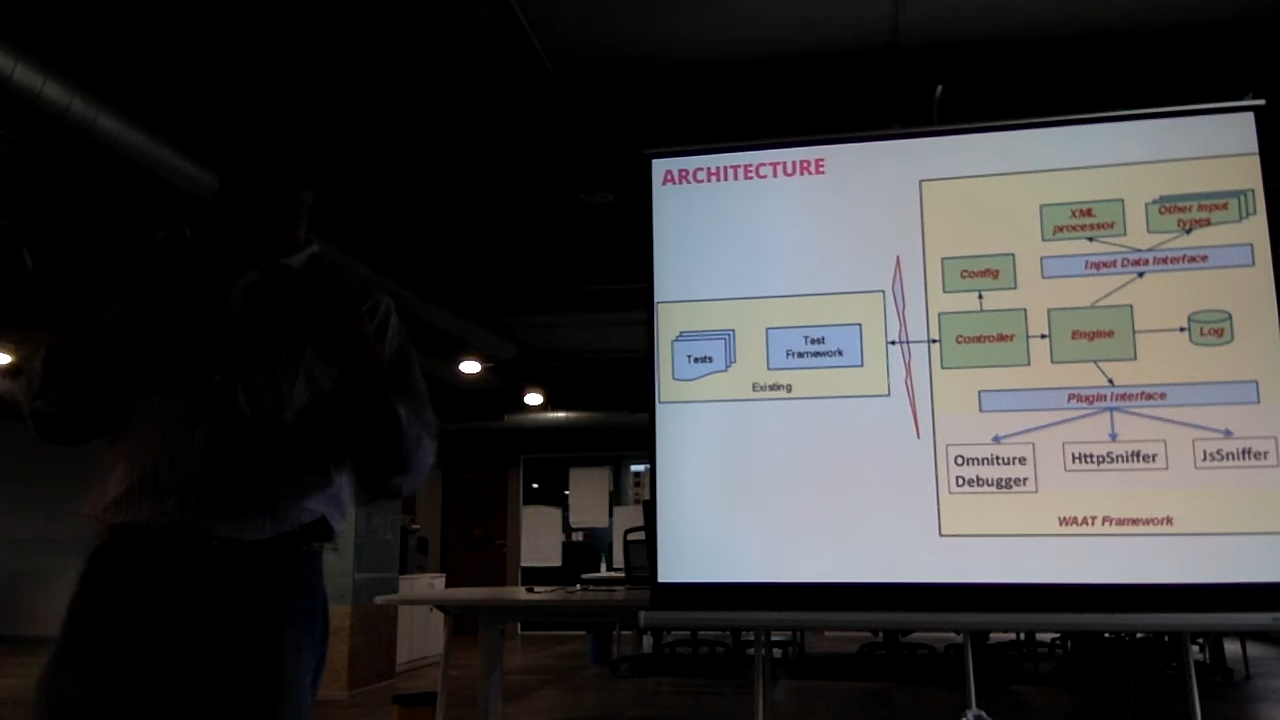 ARCHITECTURE
XML
processor
Other input
types
Input Data Interface
Config
Controller
Engine
Log
Tests
Test
Framework
Existing
Plugin Interface
Omniture
Debugger
HttpSniffer
JsSniffer
WAAT Framework